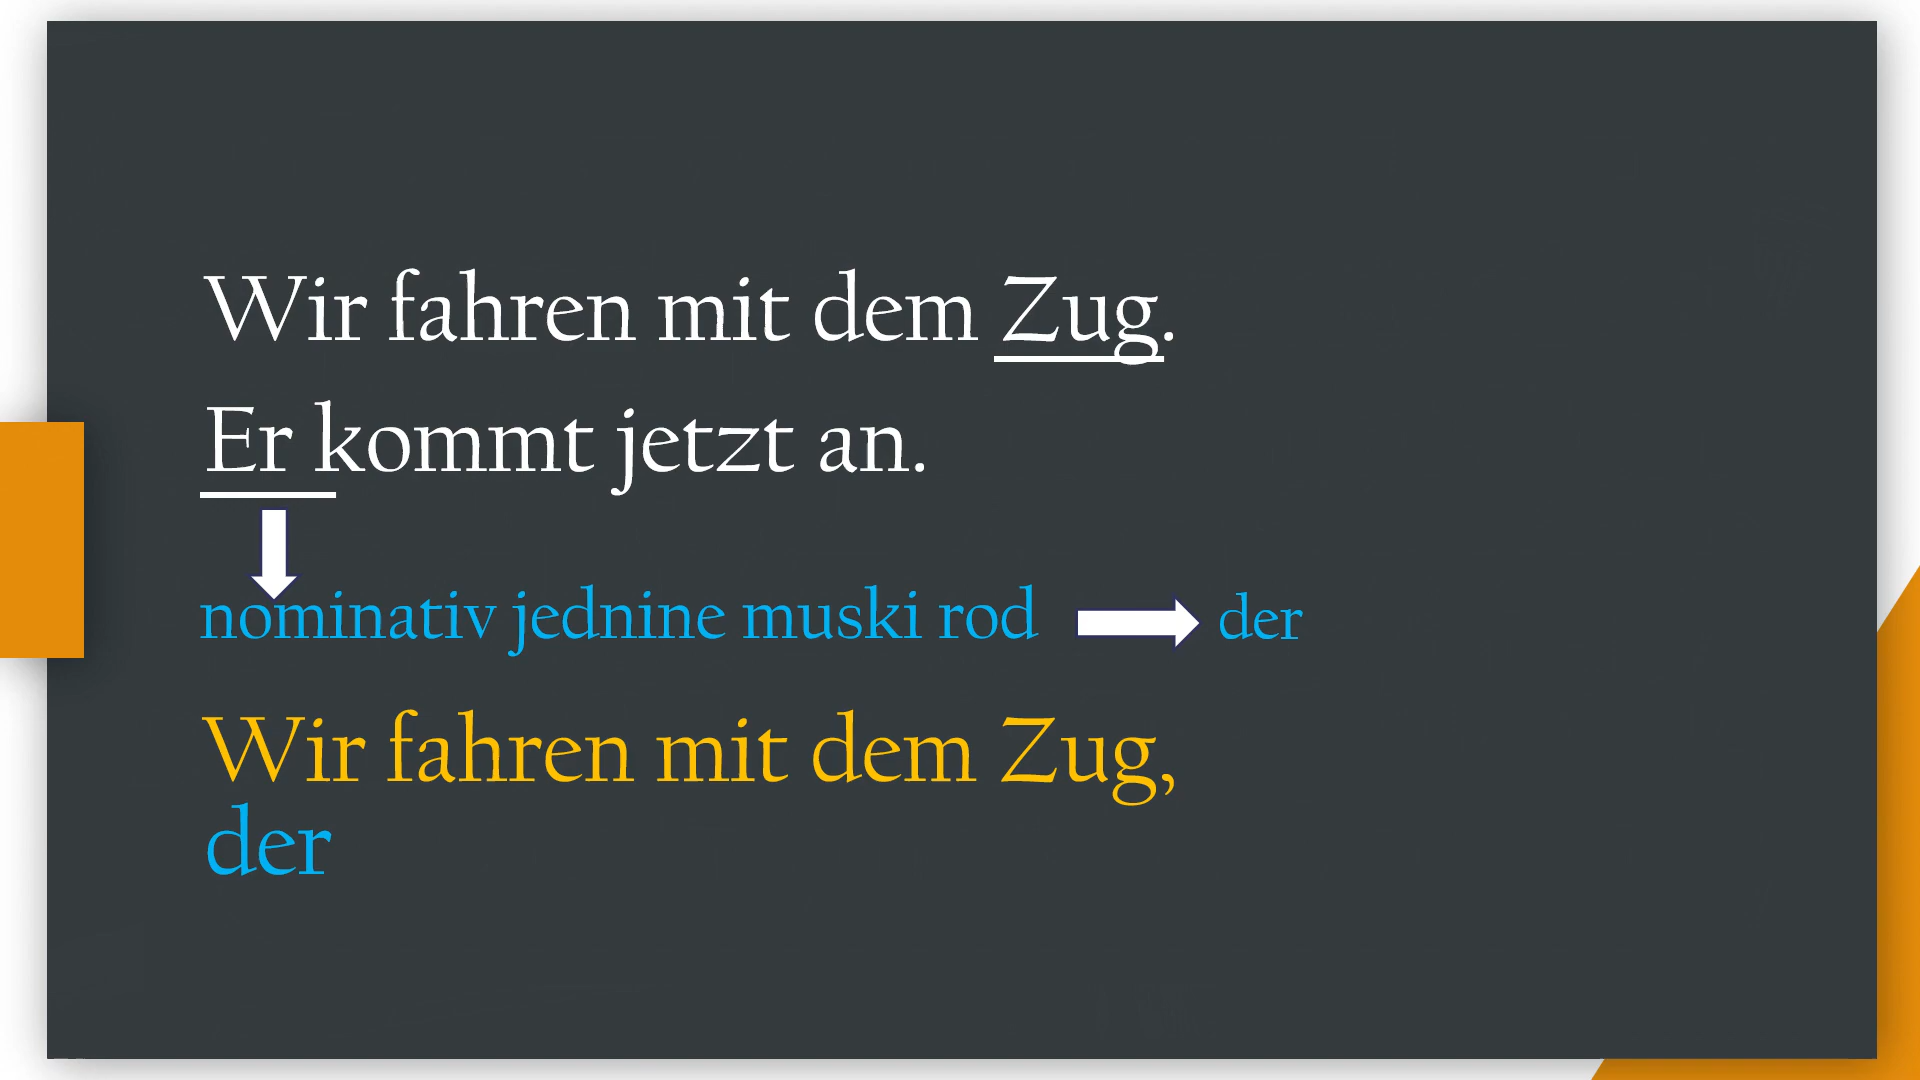 Wir fahren mit dem Zug.
Er kommt jetzt an.
nominativ jednine muski rod der
Wir fahren mit dem Zug,
der